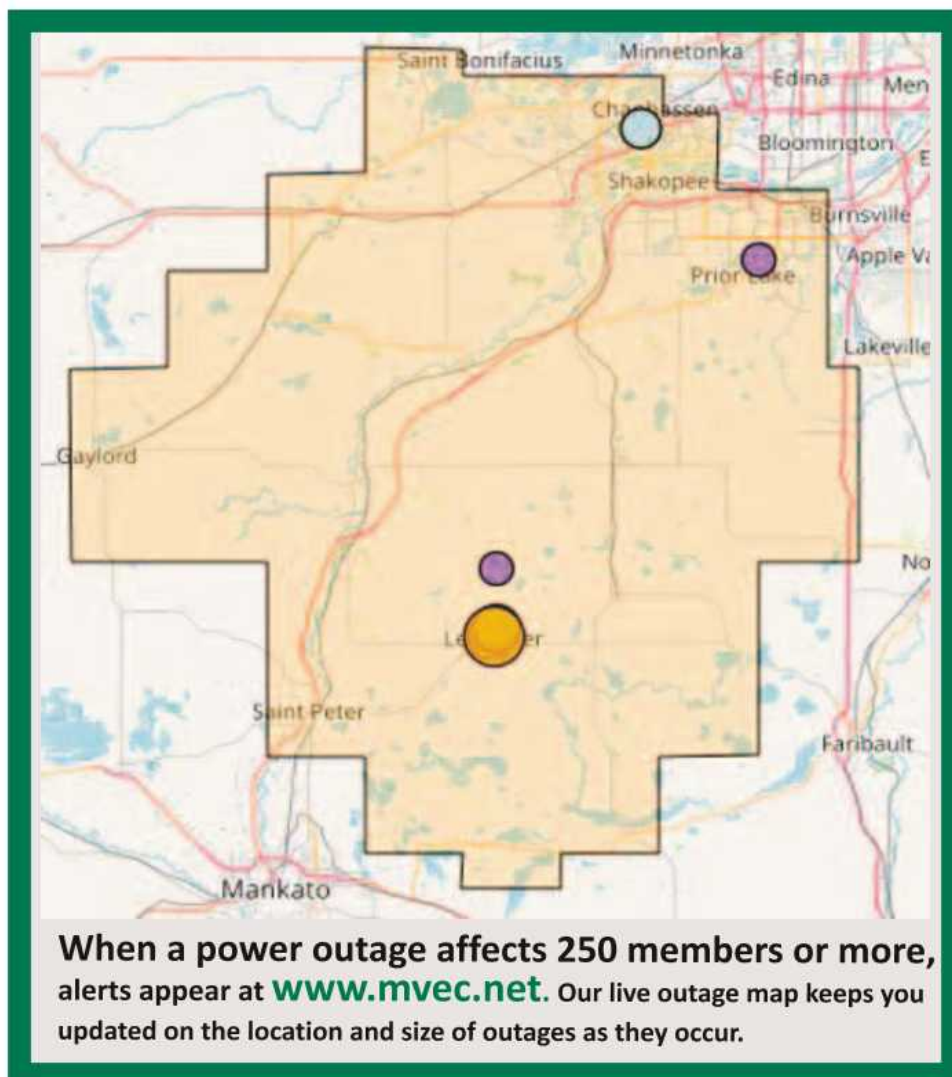 Saint Bonifacius
Minnetonka
Edina
Men
Bloomington
E
Shakopee
Burnsville
Apple Va
Prior Lake
Lakeville
Gaylord
No
Saint Peter
Faribault
Mankato
When a power outage affects 250 members or more,
alerts appear at www.mvec.net. Our live outage map keeps you
updated on the location and size of outages as they occur.